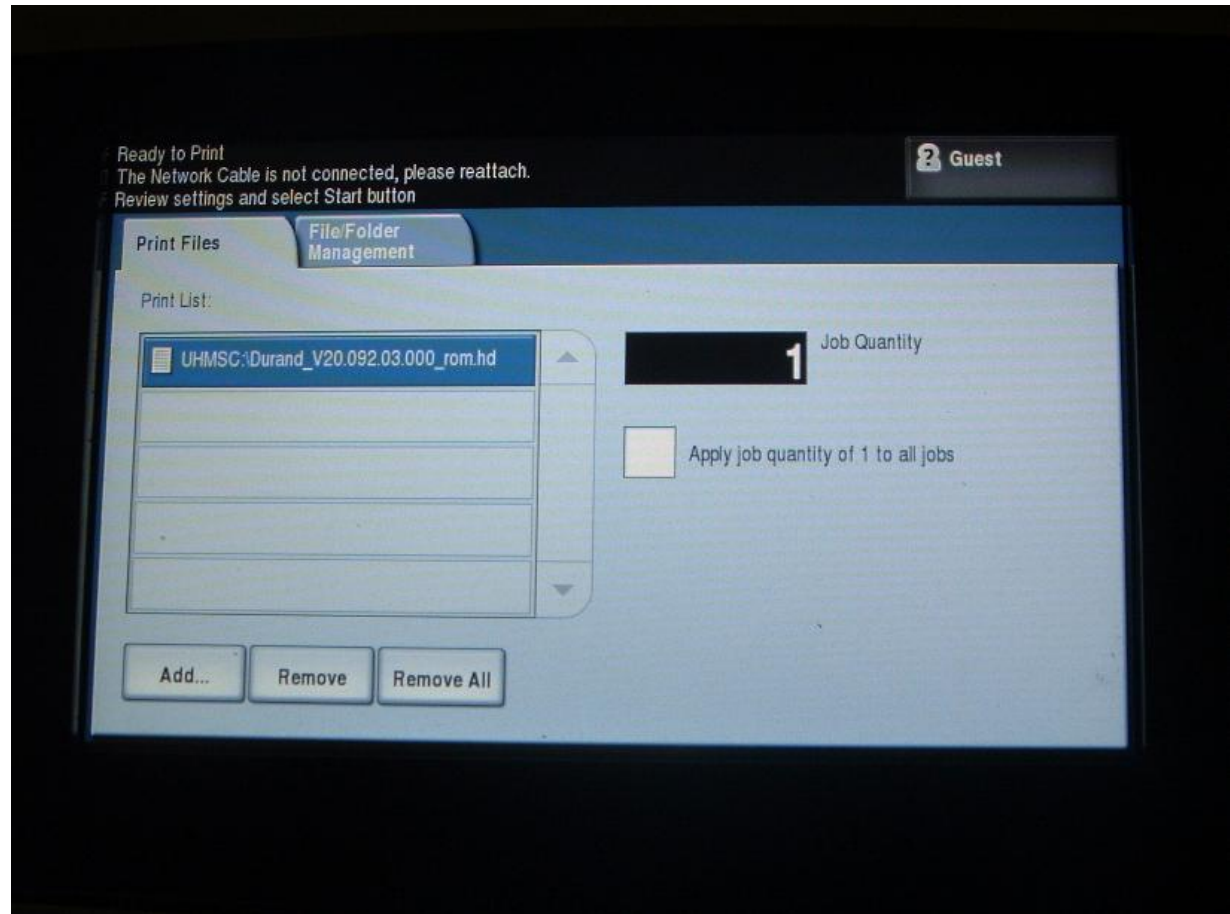 Ready to Print
The Network Cable is not connected, please reattach.
Review settings and select Start button
Guest
Print Files
File/Folder
Management
Print List:
UHMSC:\Durand_V20.092.03.000_rom.hd
1
Job Quantity
Apply job quantity of 1 to all jobs
Add...
Remove
Remove All